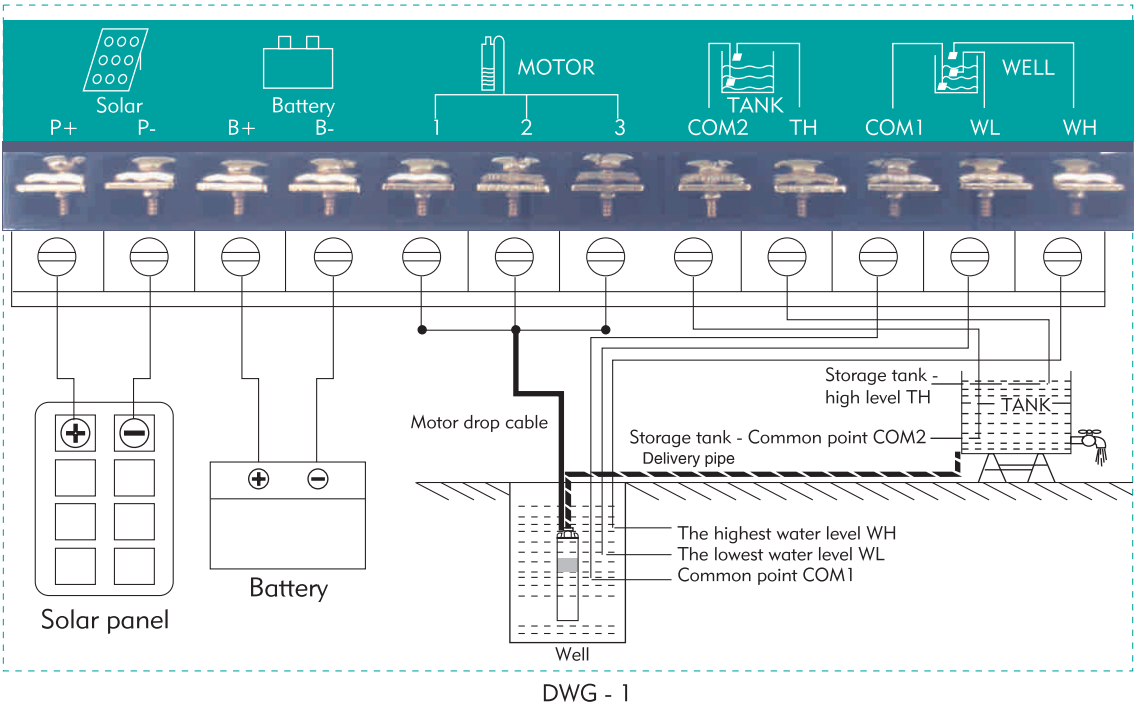 MOTOR
WELL
Solar
Battery
TANK
P+ P- B+ B- 1 2 3 COM2 TH COM1 WL WH
Storage tank -
high level TH
TANK
Motor drop cable
Storage tank - Common point COM2
Delivery pipe
+ −
+ −
The highest water level WH
The lowest water level WL
Common point COM1
Battery
Solar panel
Well
DWG - 1